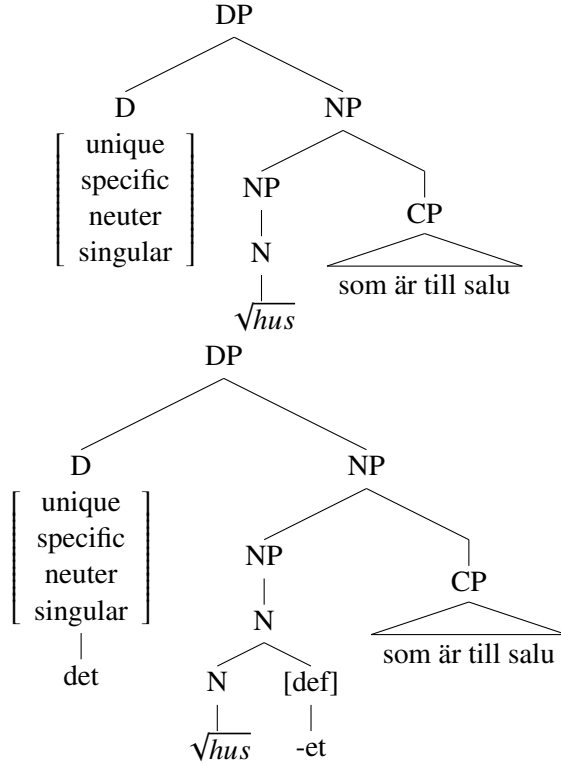 DP
D NP
unique
specific
neuter
singular
NP CP
N
som är till salu
√hus
DP
D NP
unique
specific
neuter
singular
det
NP CP
N
som är till salu
N [def]
√hus -et